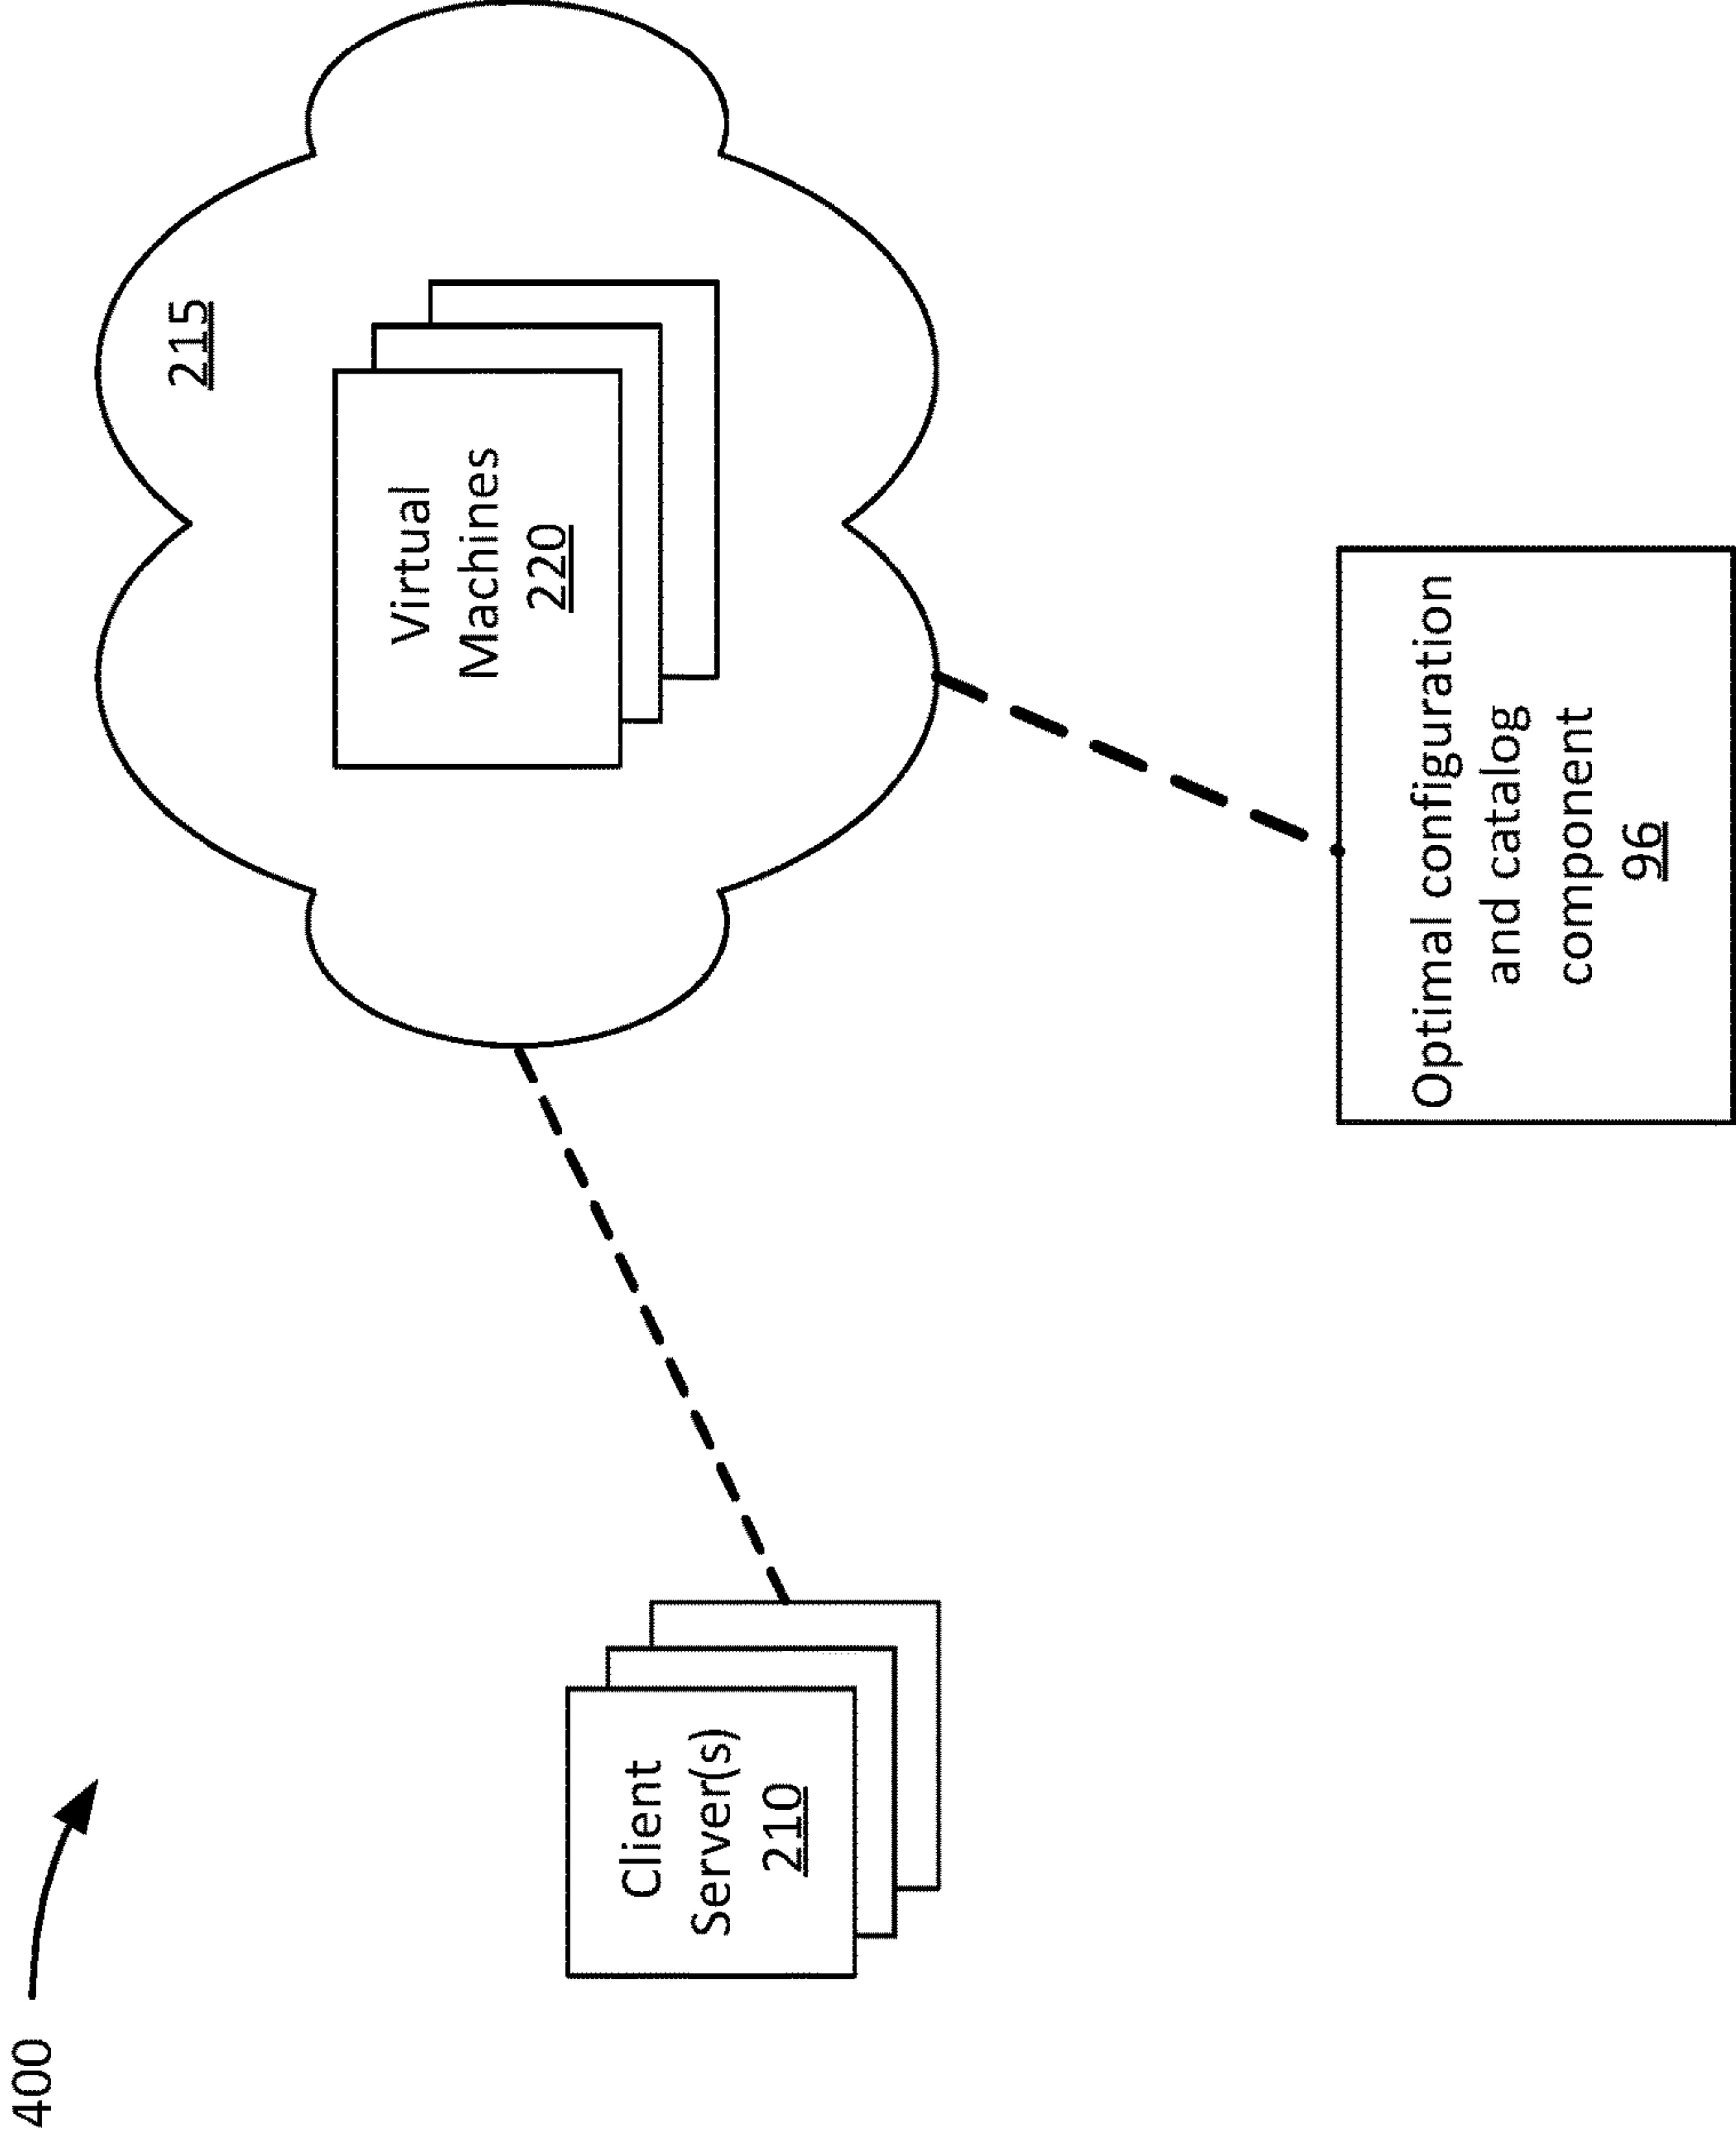 400
215
Virtual
Machines
220
Client
Server(s)
210
Optimal configuration
and catalog
component
96